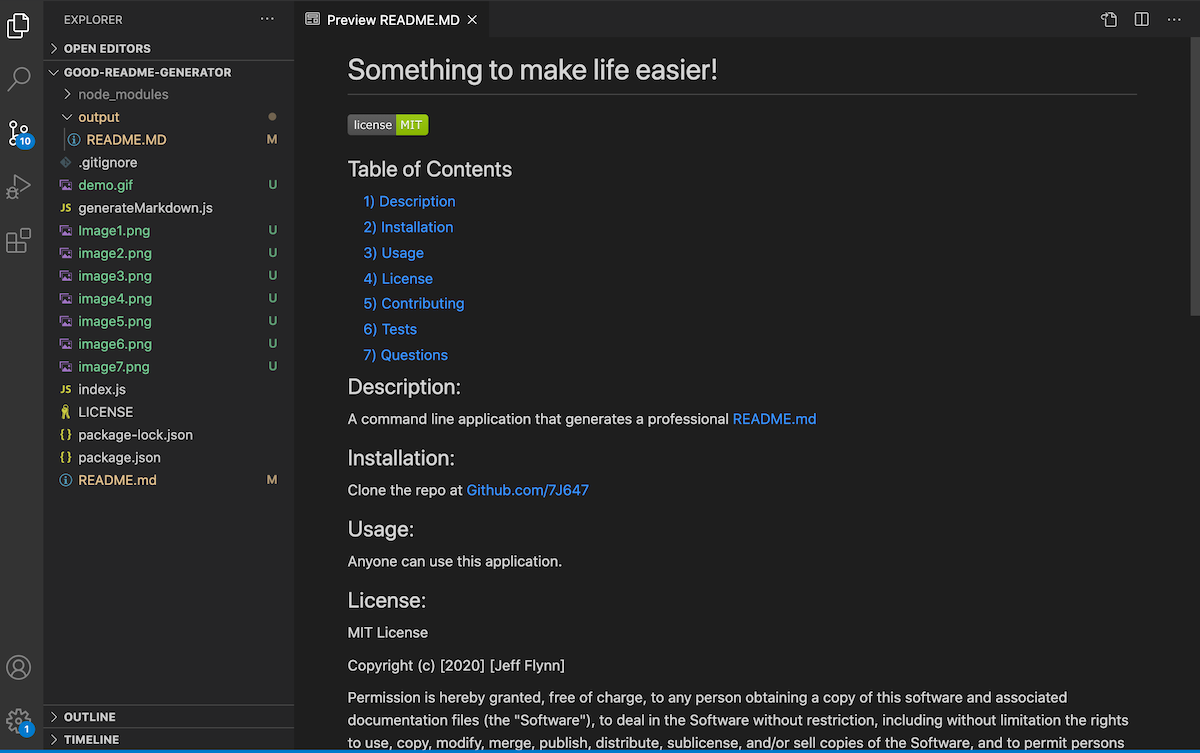 EXPLORER
Preview README.MD
OPEN EDITORS
GOOD-README-GENERATOR
node_modules
output
README.MD M
.gitignore
demo.gif U
JS generateMarkdown.js
Image1.png U
image2.png U
image3.png U
image4.png U
image5.png U
image6.png U
image7.png U
JS index.js
LICENSE
{ } package-lock.json
{ } package.json
README.md M
OUTLINE
TIMELINE
10
1
Something to make life easier!
license MIT
Table of Contents
1) Description
2) Installation
3) Usage
4) License
5) Contributing
6) Tests
7) Questions
Description:
A command line application that generates a professional README.md
Installation:
Clone the repo at Github.com/7J647
Usage:
Anyone can use this application.
License:
MIT License
Copyright (c) [2020] [Jeff Flynn]
Permission is hereby granted, free of charge, to any person obtaining a copy of this software and associated
documentation files (the "Software"), to deal in the Software without restriction, including without limitation the rights
to use, copy, modify, merge, publish, distribute, sublicense, and/or sell copies of the Software, and to permit persons